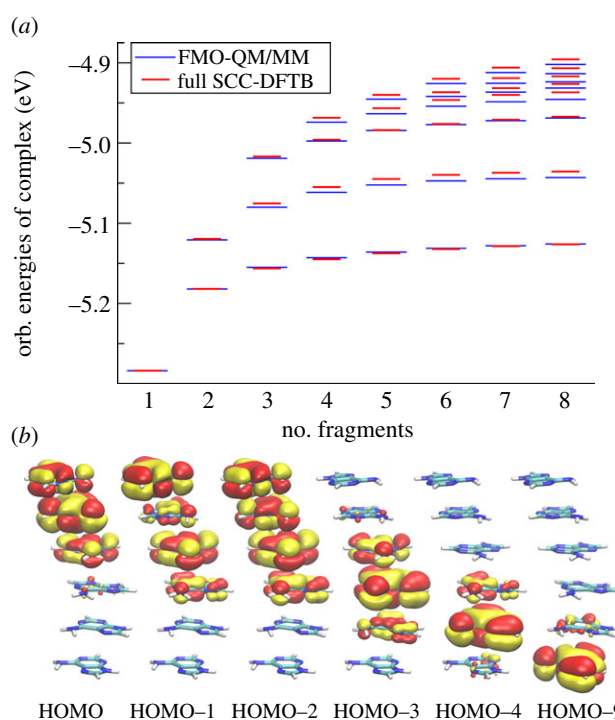 (a)
−4.9
−5.0
−5.1
−5.2
orb. energies of complex (eV)
FMO-QM/MM
full SCC-DFTB
1 2 3 4 5 6 7 8
no. fragments
(b)
HOMO HOMO–1 HOMO–2 HOMO–3 HOMO–4